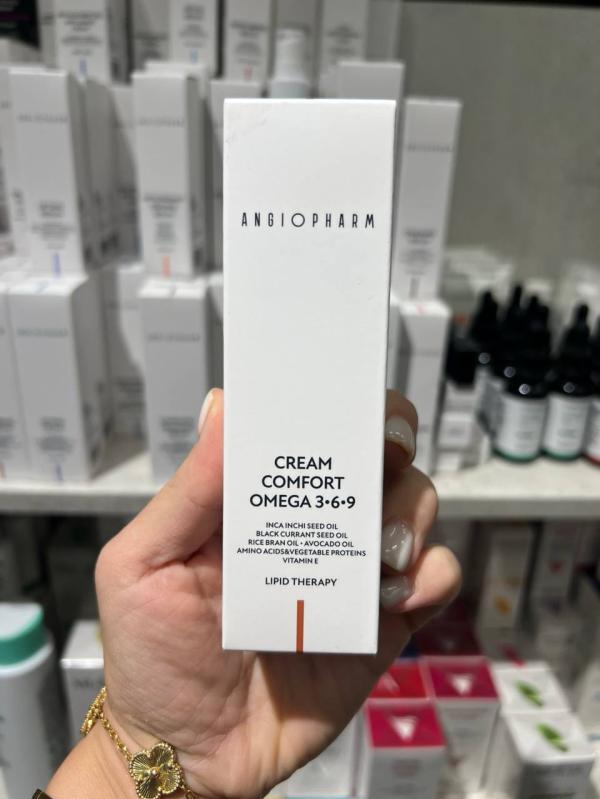 ANGIOPHARM
CREAM
COMFORT
OMEGA 3•6•9
INCA INCHI SEED OIL
BLACK CURRANT SEED OIL
RICE BRAN OIL • AVOCADO OIL
AMINO ACIDS&VEGETABLE PROTEINS
VITAMIN E
LIPID THERAPY